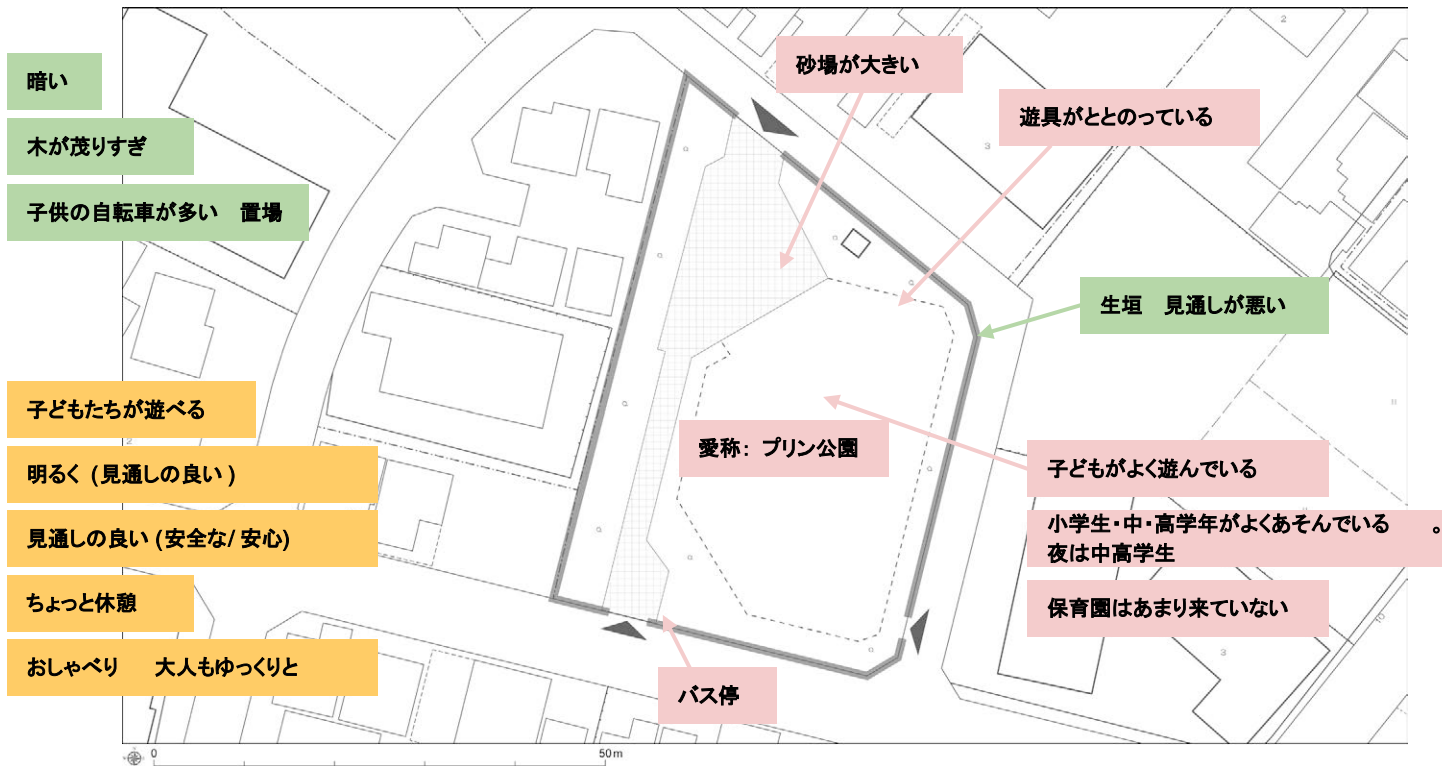 暗い
木が茂りすぎ
子供の自転車が多い　置場
砂場が大きい
遊具がととのっている
生垣　見通しが悪い
子どもたちが遊べる
明るく (見通しの良い )
見通しの良い (安全な/ 安心)
ちょっと休憩
おしゃべり　　大人もゆっくりと
愛称： プリン公園
子どもがよく遊んでいる
小学生・中・高学年がよくあそんでいる　　。
夜は中高学生
保育園はあまり来ていない
バス停
2
3
2
3
10
0
50m